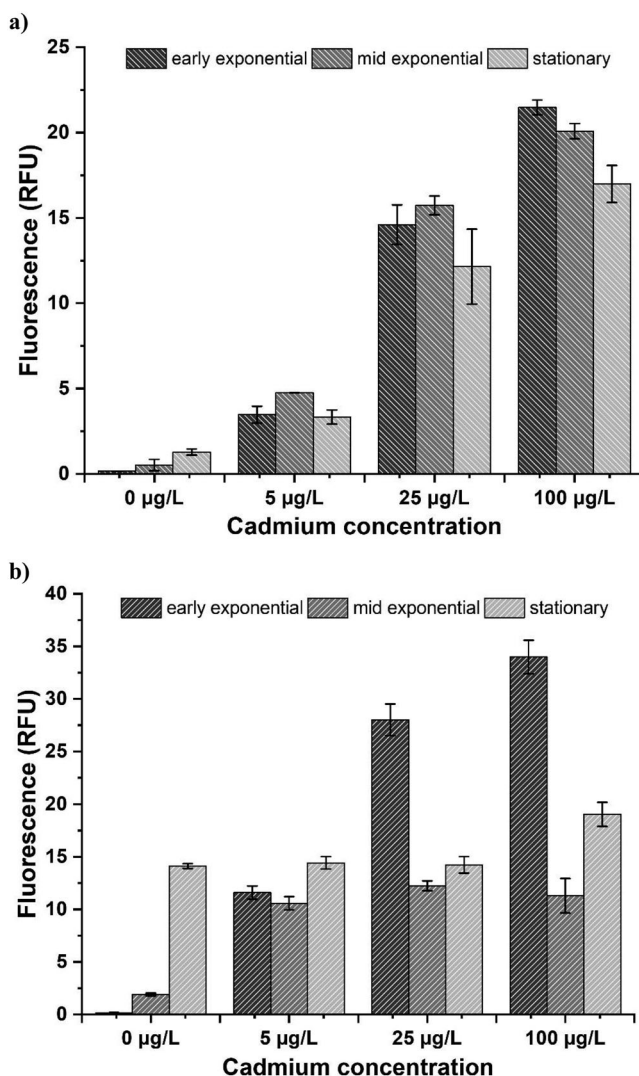 a)
early exponential mid exponential stationary
25
20
15
10
5
0
Fluorescence (RFU)
0 µg/L 5 µg/L 25 µg/L 100 µg/L
Cadmium concentration
b)
early exponential mid exponential stationary
40
35
30
25
20
15
10
5
0
Fluorescence (RFU)
0 µg/L 5 µg/L 25 µg/L 100 µg/L
Cadmium concentration